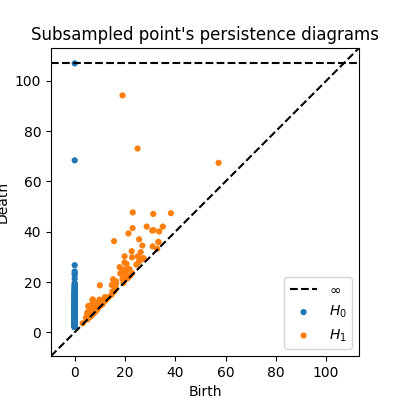 Subsampled point's persistence diagrams
100
80
60
40
20
0
Death
0 20 40 60 80 100
Birth
∞
H₀
H₁